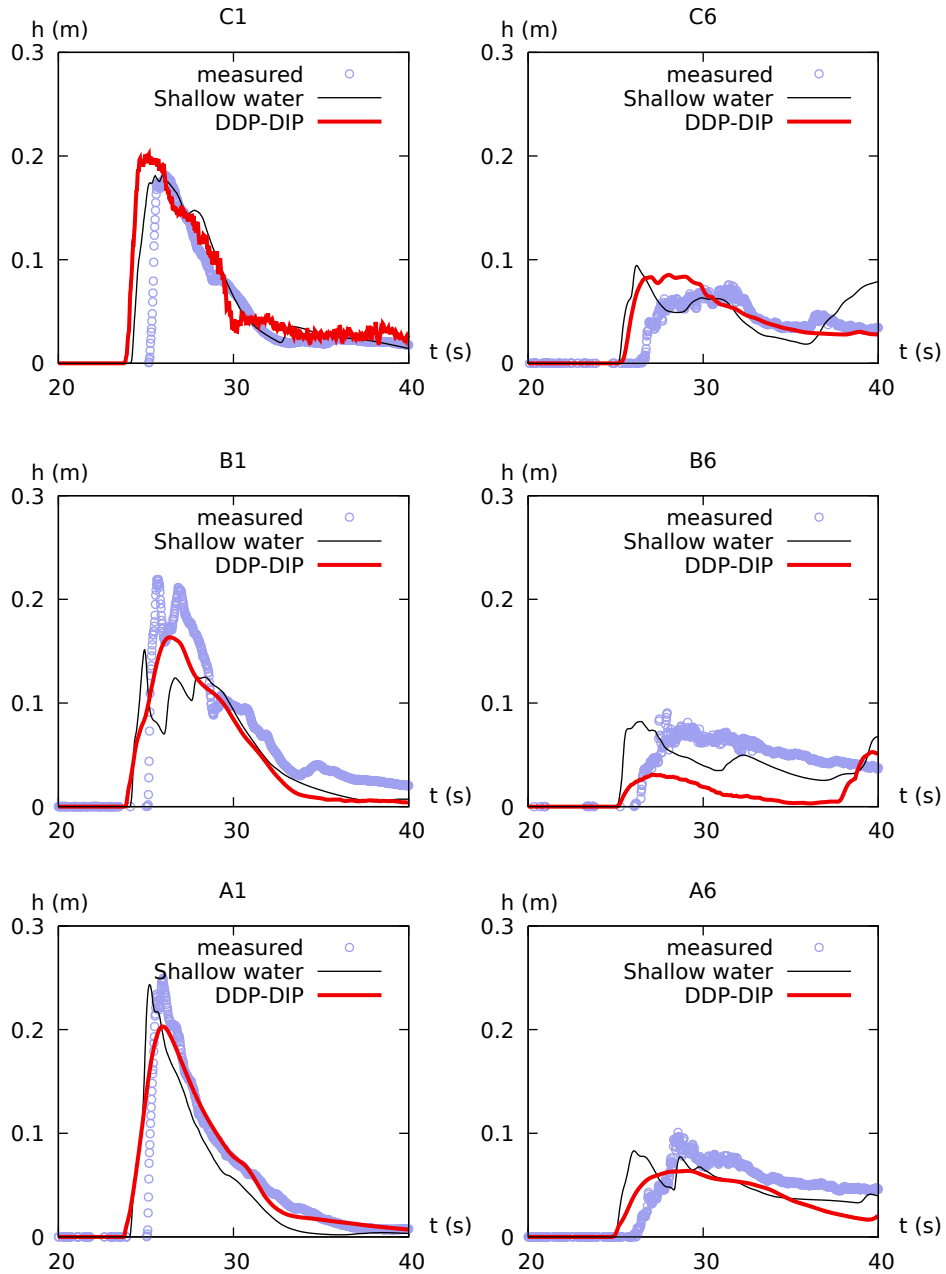 C1
h (m)
0.3
measured
Shallow water
DDP-DIP
0.2
0.1
0
t (s)
20 30 40
C6
h (m)
0.3
measured
Shallow water
DDP-DIP
0.2
0.1
0
t (s)
20 30 40
B1
h (m)
0.3
measured
Shallow water
DDP-DIP
0.2
0.1
0
t (s)
20 30 40
B6
h (m)
0.3
measured
Shallow water
DDP-DIP
0.2
0.1
0
t (s)
20 30 40
A1
h (m)
0.3
measured
Shallow water
DDP-DIP
0.2
0.1
0
t (s)
20 30 40
A6
h (m)
0.3
measured
Shallow water
DDP-DIP
0.2
0.1
0
t (s)
20 30 40